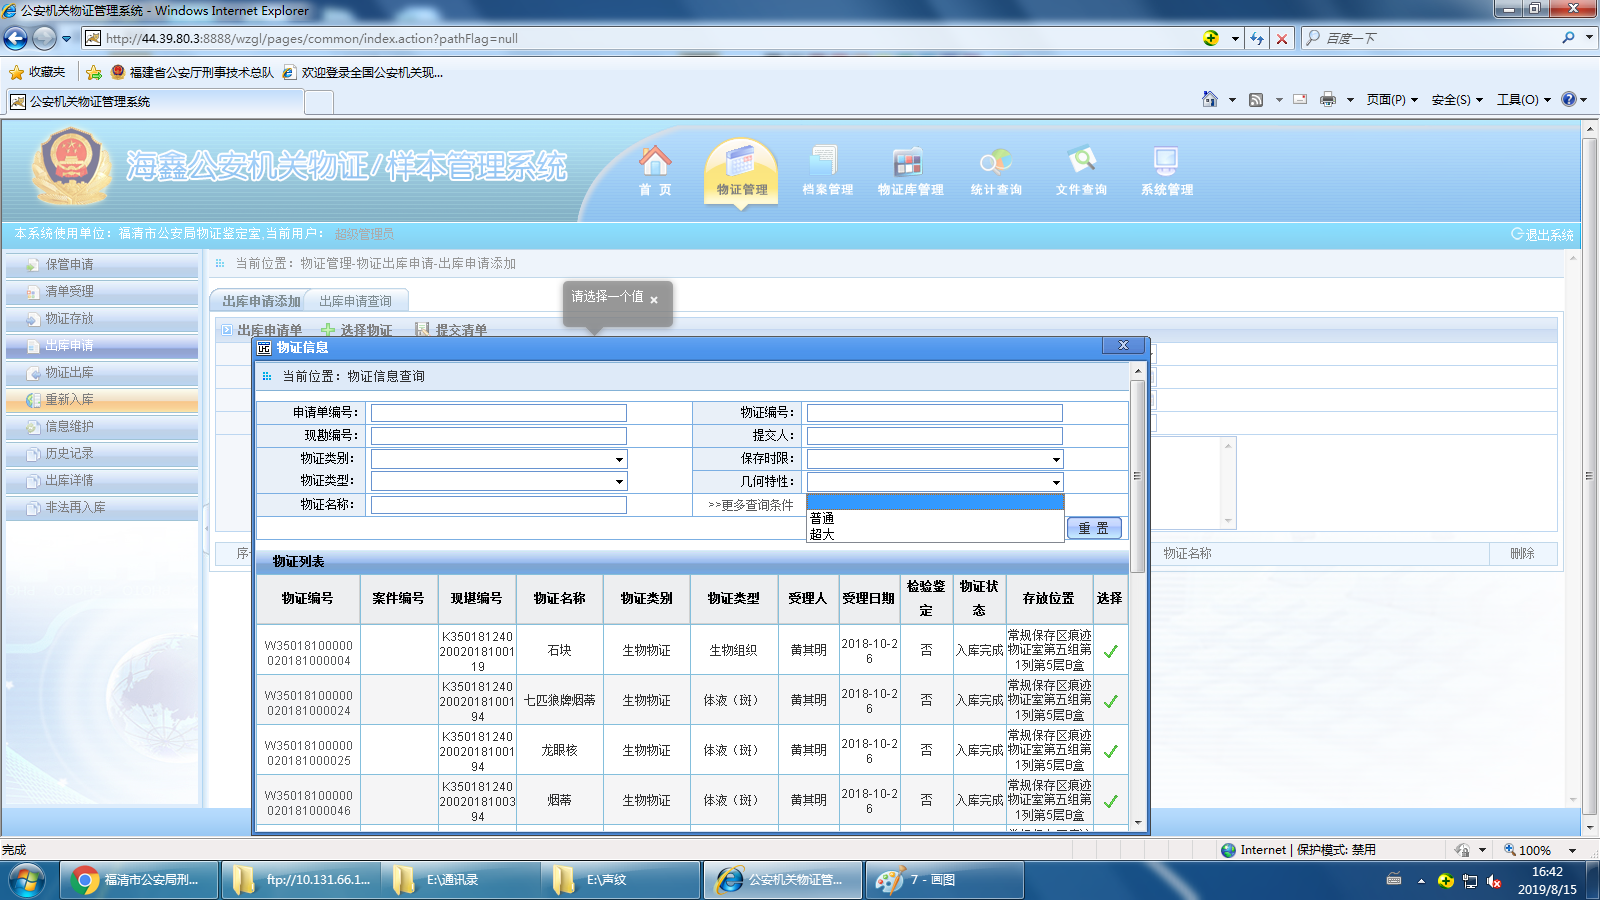 公安机关物证管理系统 - Windows Internet Explorer
http://44.39.80.3:8888/wzgl/pages/common/index.action?pathFlag=null
百度一下
收藏夹
福建省公安厅刑事技术总队
欢迎登录全国公安机关现...
公安机关物证管理系统
页面(P)
安全(S)
工具(O)
海鑫公安机关物证/样本管理系统
首 页
物证管理
档案管理
物证库管理
统计查询
文件查询
系统管理
本系统使用单位：福清市公安局物证鉴定室,当前用户： 超级管理员
退出系统
保管申请
清单受理
物证存放
出库申请
物证出库
重新入库
信息维护
历史记录
出库详情
非法再入库
当前位置：物证管理-物证出库申请-出库申请添加
出库申请添加
出库申请查询
请选择一个值
出库申请单
选择物证
提交清单
物证信息
当前位置：物证信息查询
申请单编号：
物证编号：
现勘编号：
提交人：
物证类别：
保存时限：
物证类型：
几何特性：
物证名称：
>>更多查询条件
普通
超大
重 置
序
物证名称
删除
物证列表
物证编号 案件编号 现堪编号 物证名称 物证类别 物证类型 受理人 受理日期 检验鉴定 物证状态 存放位置 选择
W35018100000020181000004 K35018124020020181000119 石块 生物物证 生物组织 黄其明 2018-10-26 否 入库完成 常规保存区痕迹物证室第五组第1列第5层B盒
W35018100000020181000024 K35018124020020181000194 七匹狼牌烟蒂 生物物证 体液（斑） 黄其明 2018-10-26 否 入库完成 常规保存区痕迹物证室第五组第1列第5层B盒
W35018100000020181000025 K35018124020020181000194 龙眼核 生物物证 体液（斑） 黄其明 2018-10-26 否 入库完成 常规保存区痕迹物证室第五组第1列第5层B盒
W35018100000020181000046 K35018124020020181000394 烟蒂 生物物证 体液（斑） 黄其明 2018-10-26 否 入库完成 常规保存区痕迹物证室第五组第1列第5层B盒
完成
Internet | 保护模式: 禁用
100%
福清市公安局刑...
ftp://10.131.66.1...
E:\通讯录
E:\声纹
公安机关物证管...
7 - 画图
16:42
2019/8/15